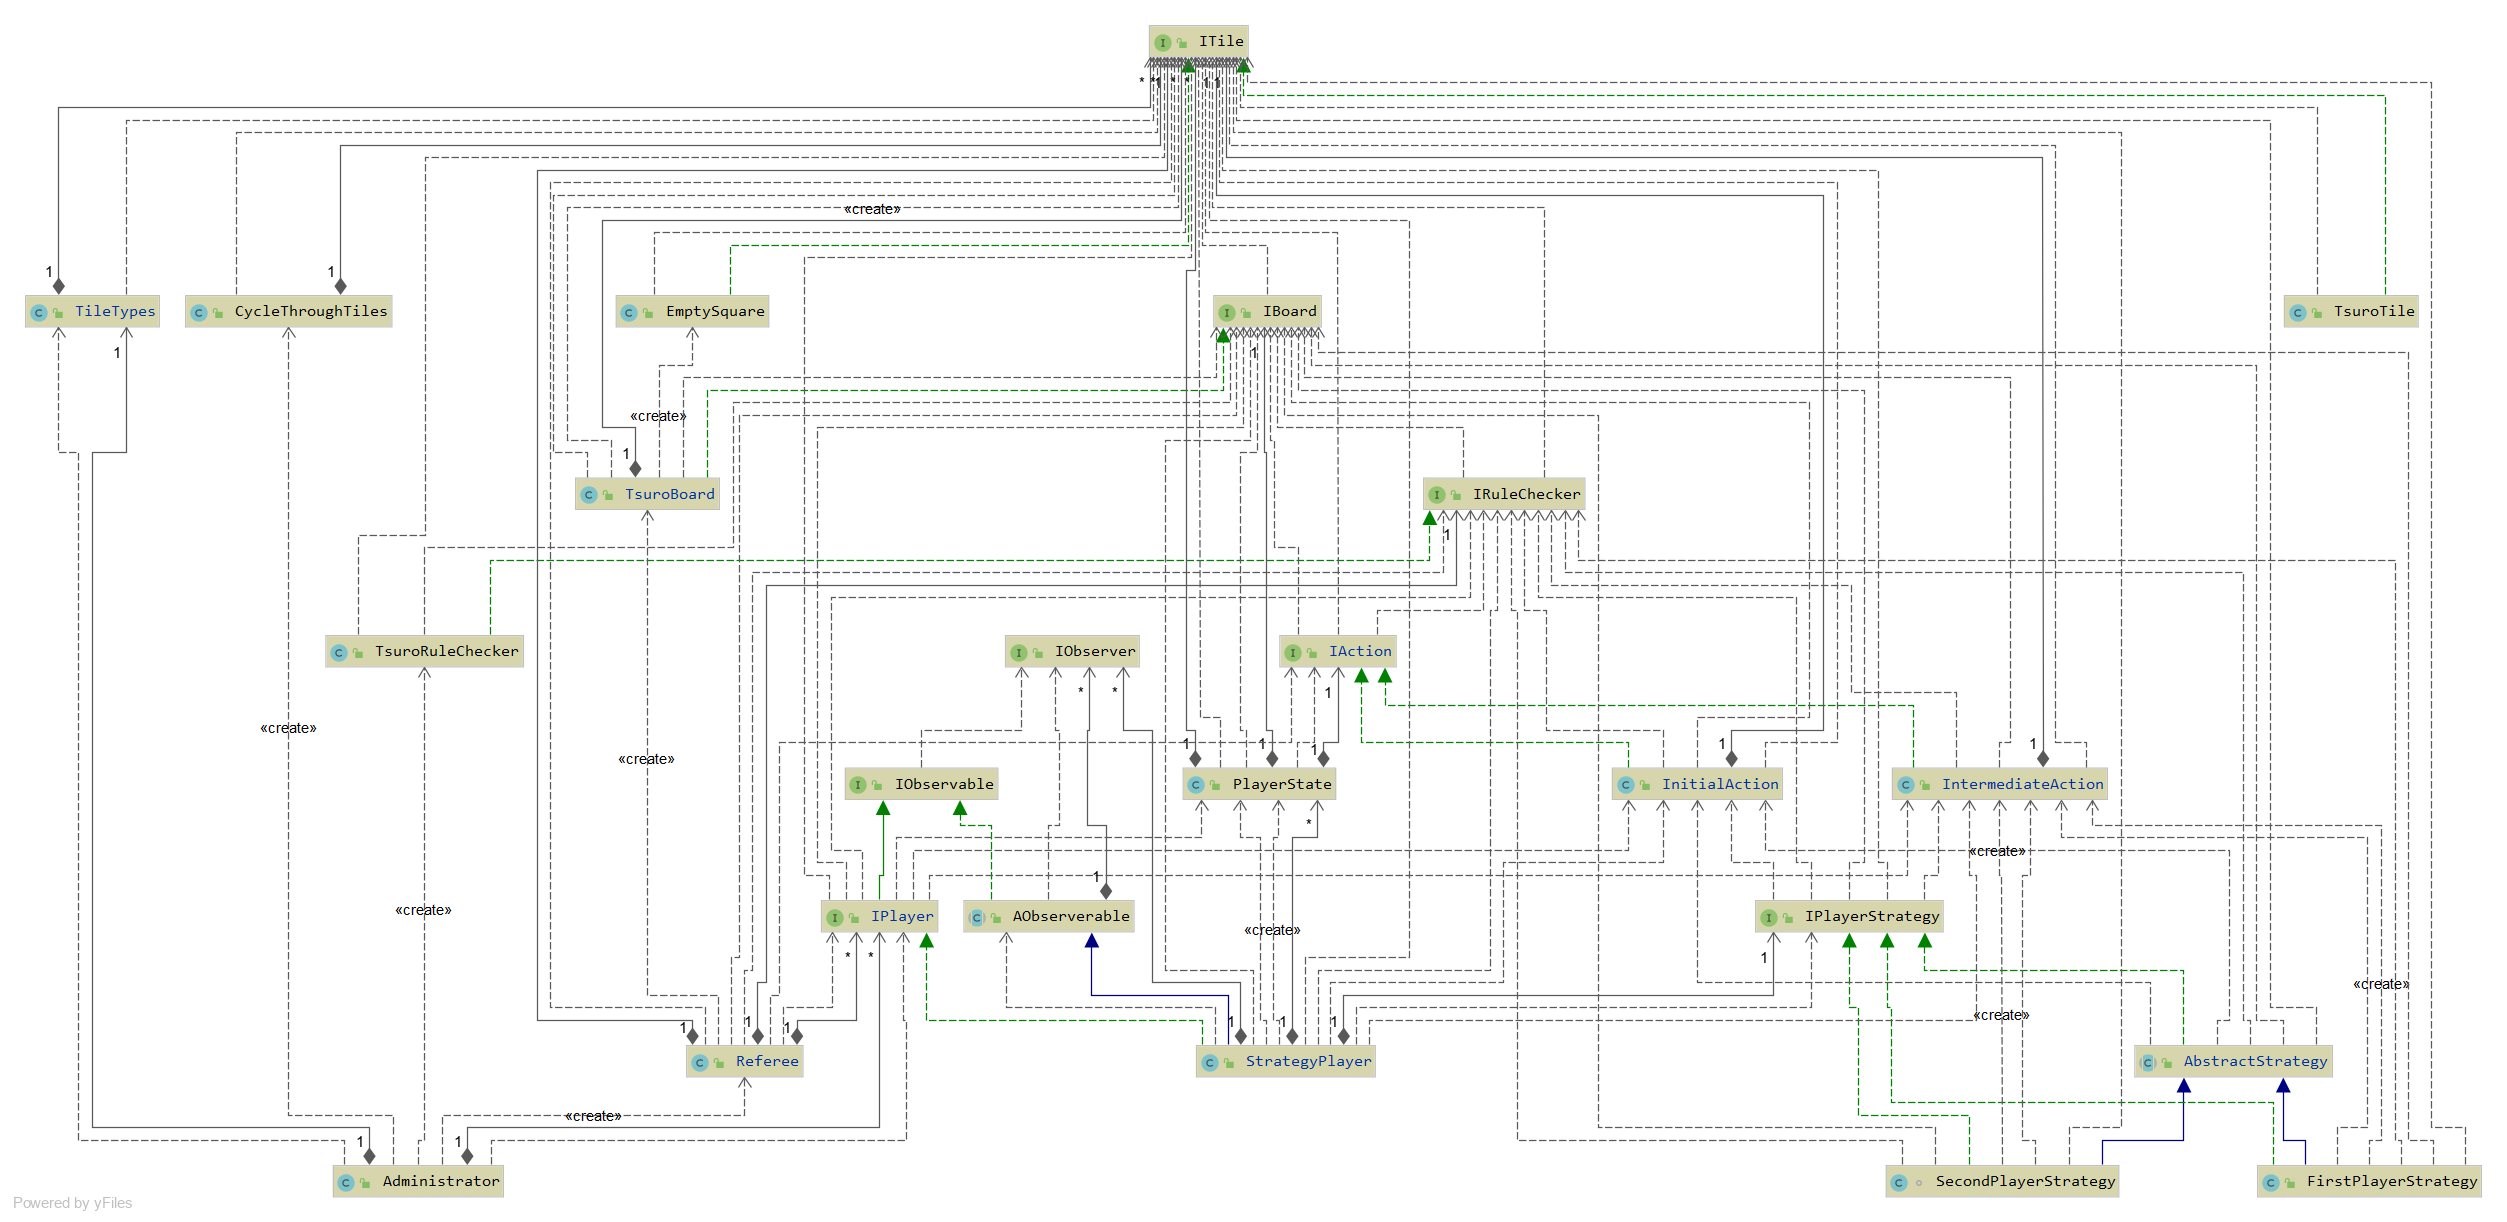 ITile
* * 1 * * 1 1
«create»
1
1
TileTypes
CycleThroughTiles
EmptySquare
IBoard
TsuroTile
1
1
«create»
1
TsuroBoard
IRuleChecker
1
TsuroRuleChecker
IObserver
IAction
* * 1
«create»
«create»
1 1 1 1 1
IObservable
PlayerState
InitialAction
IntermediateAction
*
«create»
1
«create»
IPlayer
AObserverable
IPlayerStrategy
«create»
* * 1
«create»
«create»
1 1 1 1 1 1
Referee
StrategyPlayer
AbstractStrategy
«create»
1 1
Administrator
SecondPlayerStrategy
FirstPlayerStrategy
Powered by yFiles